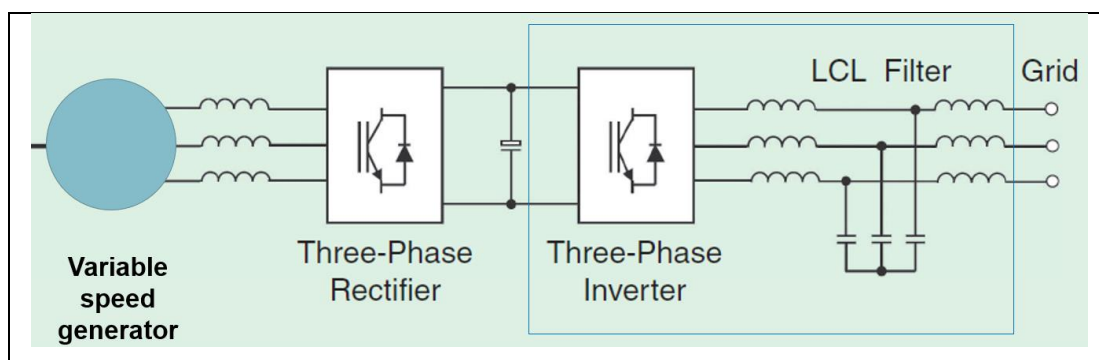 LCL Filter
Grid
Three-Phase
Rectifier
Three-Phase
Inverter
Variable
speed
generator